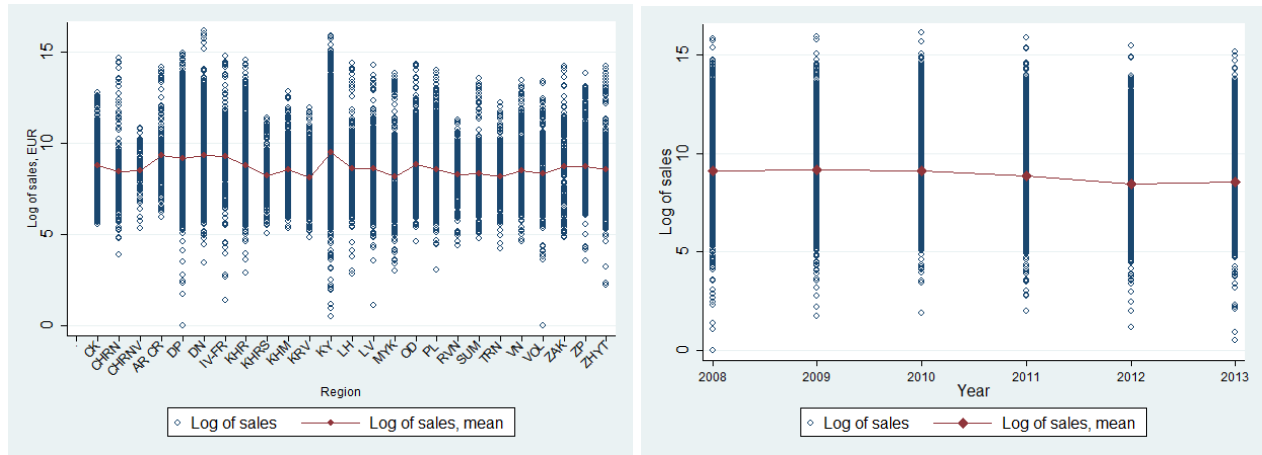 Log of sales, EUR
15
10
5
0
.
CK
CHRN
CHRNV
AR CR
DP
DN
IV-FR
KHR
KHRS
KHM
KRV
KY
LH
LV
MYK
OD
PL
RVN
SUM
TRN
VN
VOL
ZAK
ZP
ZHYT
Region
Log of sales
Log of sales, mean
Log of sales
15
10
5
0
2008
2009
2010
2011
2012
2013
Year
Log of sales
Log of sales, mean